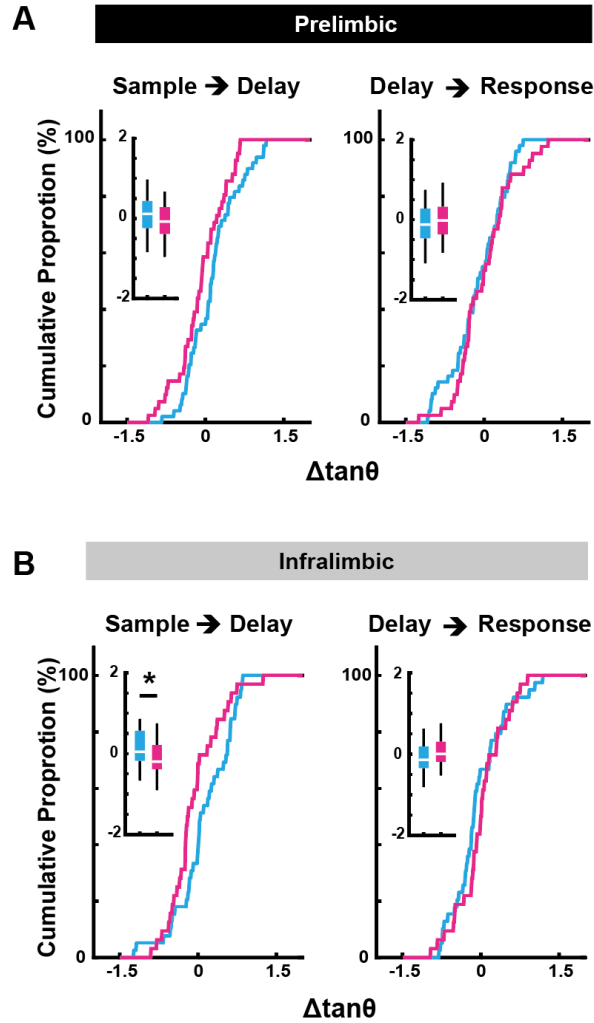 A
Prelimbic
Sample → Delay
Delay → Response
Cumulative Proprotion (%)
100
0
2
0
-2
-1.5 0 1.5
100
0
2
0
-2
-1.5 0 1.5
Δtanθ
B
Infralimbic
Sample → Delay
Delay → Response
Cumulative Proprotion (%)
100
0
2
0
-2
*
-1.5 0 1.5
100
0
2
0
-2
-1.5 0 1.5
Δtanθ